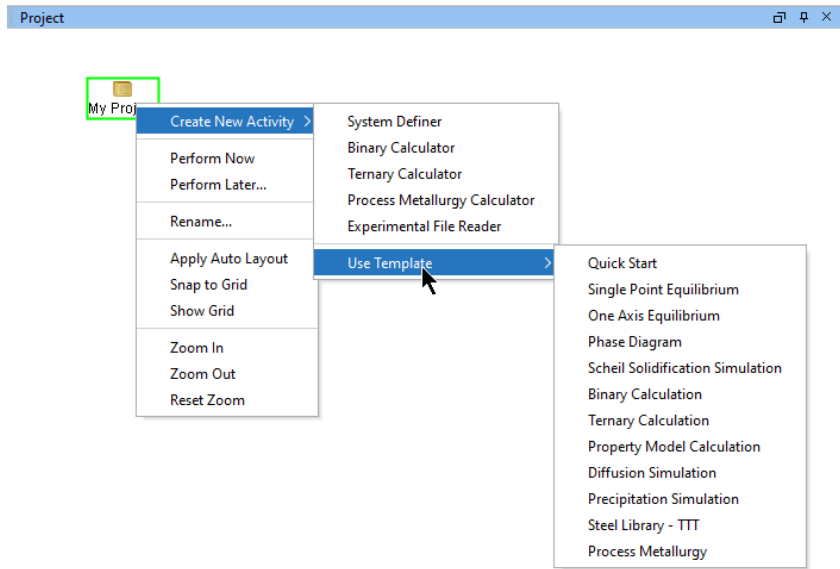 Project
My Proj
Create New Activity
Perform Now
Perform Later...
Rename...
Apply Auto Layout
Snap to Grid
Show Grid
Zoom In
Zoom Out
Reset Zoom
System Definer
Binary Calculator
Ternary Calculator
Process Metallurgy Calculator
Experimental File Reader
Use Template
Quick Start
Single Point Equilibrium
One Axis Equilibrium
Phase Diagram
Scheil Solidification Simulation
Binary Calculation
Ternary Calculation
Property Model Calculation
Diffusion Simulation
Precipitation Simulation
Steel Library - TTT
Process Metallurgy